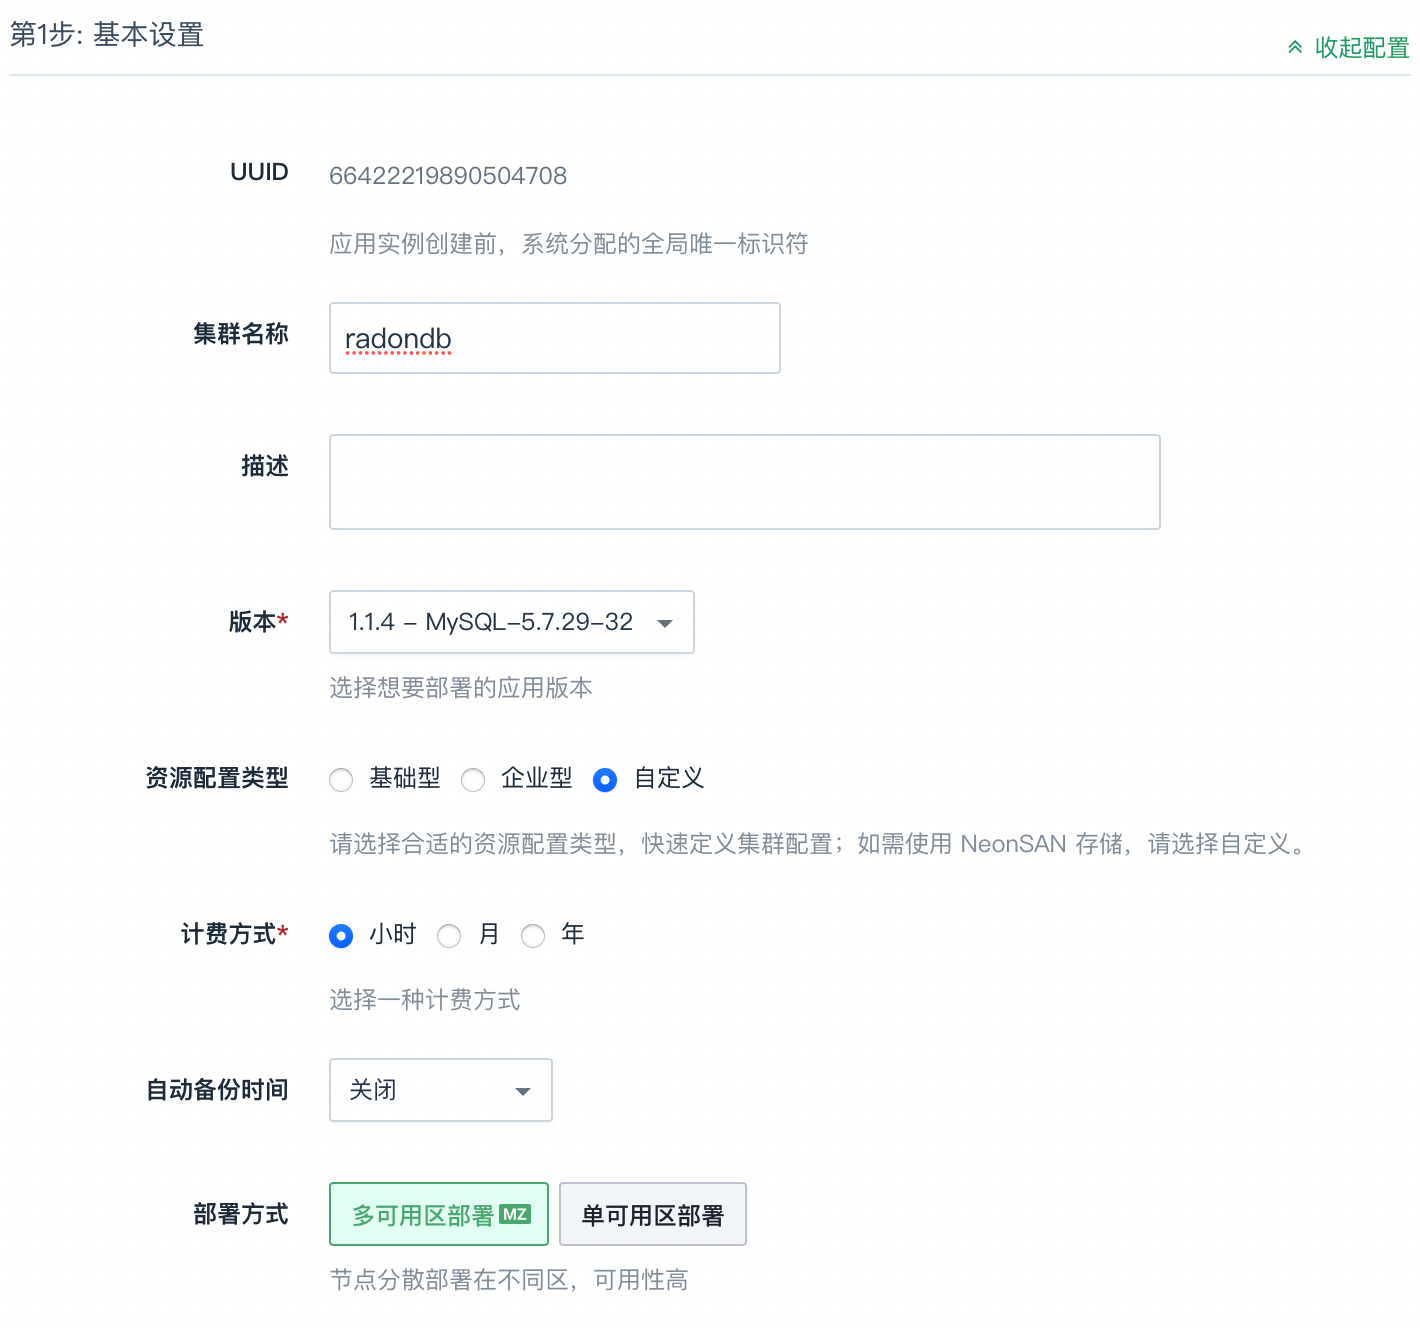 第1步: 基本设置
收起配置
UUID 66422219890504708
应用实例创建前，系统分配的全局唯一标识符
集群名称 radondb
描述
版本* 1.1.4 – MySQL–5.7.29–32
选择想要部署的应用版本
资源配置类型 基础型 企业型 自定义
请选择合适的资源配置类型，快速定义集群配置；如需使用 NeonSAN 存储，请选择自定义。
计费方式* 小时 月 年
选择一种计费方式
自动备份时间 关闭
部署方式 多可用区部署 MZ 单可用区部署
节点分散部署在不同区，可用性高